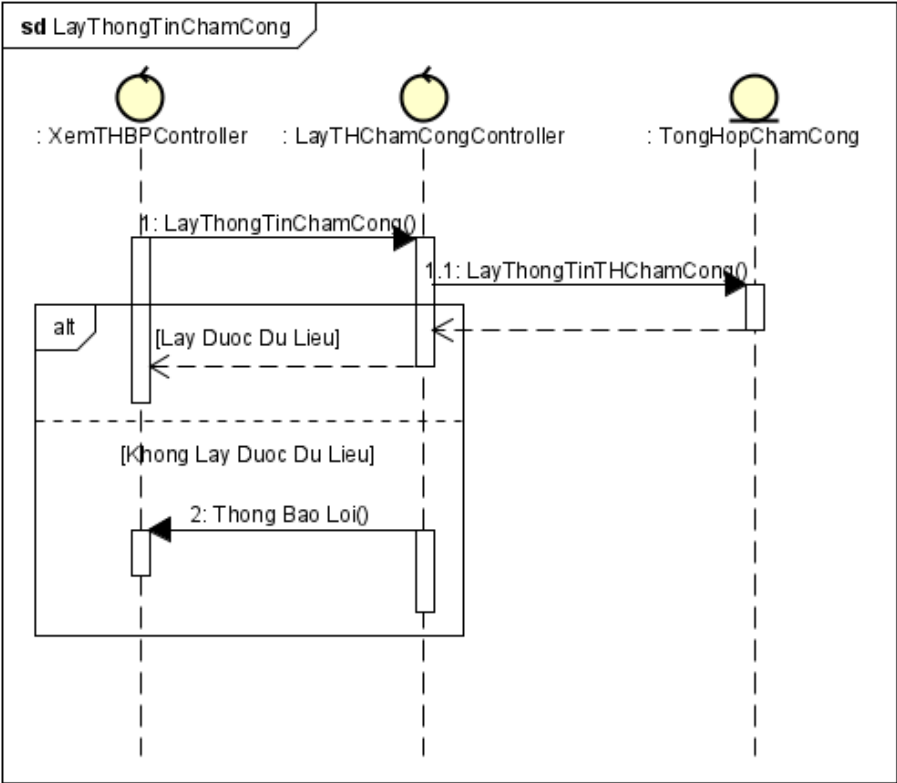 sd LayThongTinChamCong
: XemTHBPController
: LayTHChamCongController
: TongHopChamCong
1: LayThongTinChamCong()
1.1: LayThongTinTHChamCong()
alt
[Lay Duoc Du Lieu]
[Khong Lay Duoc Du Lieu]
2: Thong Bao Loi()